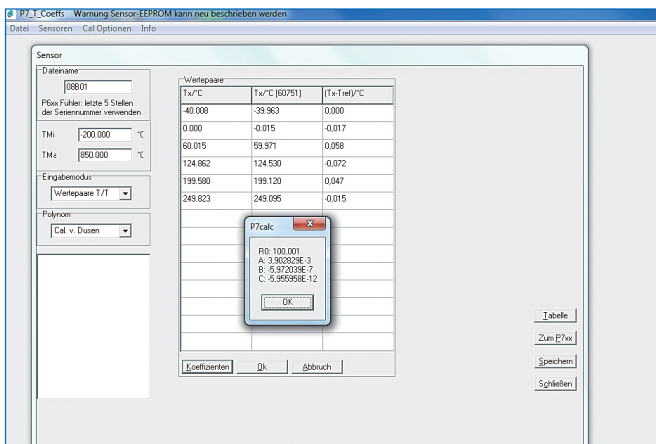 P7_T_Coeffs Warnung Sensor-EEPROM kann neu beschrieben werden
Datei Sensoren Cal Optionen Info
Sensor
Dateiname
08B01
P6xx Fühler: letzte 5 Stellen
der Seriennummer verwenden
TMi -200.000 °C
TMa 850.000 °C
Eingabemodus
Wertepaare T/T
Polynom
Cal. v. Dusen
Wertepaare
Tx/°C Tx/°C [60751] (Tx-Tref)/°C
-40.008 -39.963 0,000
0.000 -0.015 -0,017
60.015 59.971 0,058
124.862 124.530 -0,072
199.580 199.120 0,047
249.823 249.095 -0,015
P7calc
R0: 100,001
A: 3,902829E-3
B: -5,972039E-7
C: -5,955958E-12
OK
Koeffizienten Ok Abbruch
Tabelle
Zum P7xx
Speichern
Schließen